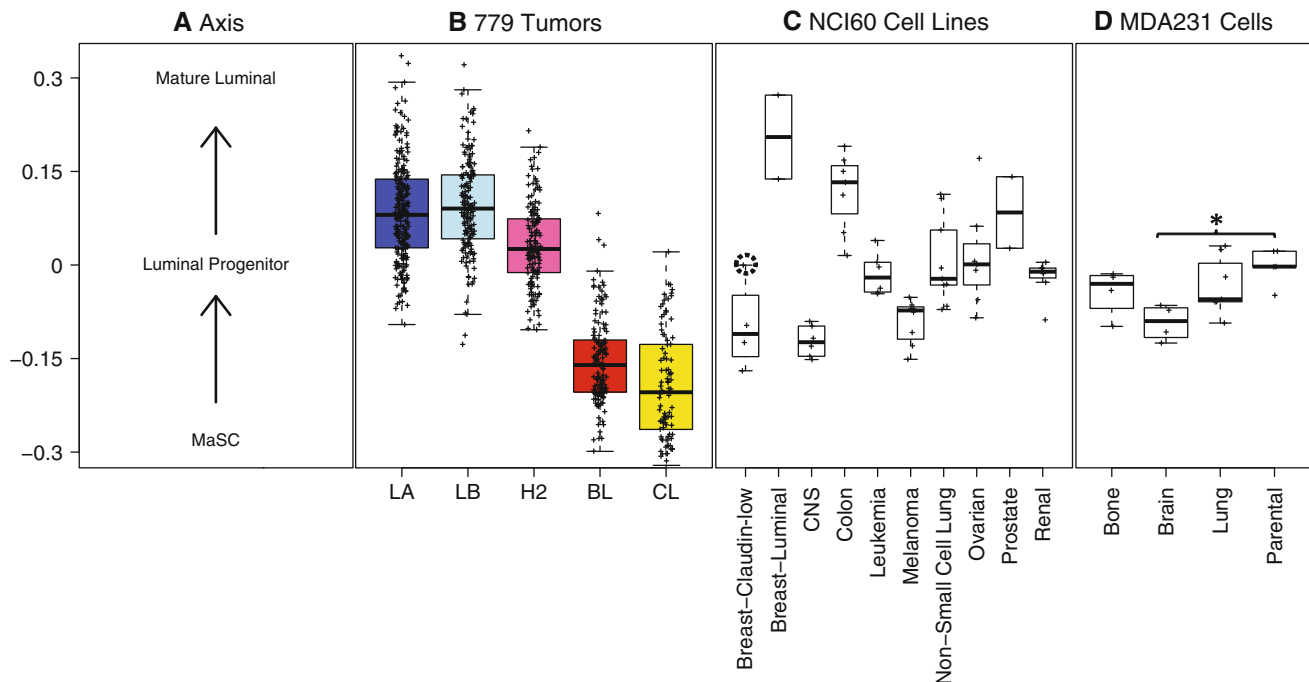 A Axis
B 779 Tumors
C NCI60 Cell Lines
D MDA231 Cells
0.3
0.15
0
−0.15
−0.3
Mature Luminal
Luminal Progenitor
MaSC
*
LA
LB
H2
BL
CL
Breast−Claudin−low
Breast−Luminal
CNS
Colon
Leukemia
Melanoma
Non−Small Cell Lung
Ovarian
Prostate
Renal
Bone
Brain
Lung
Parental